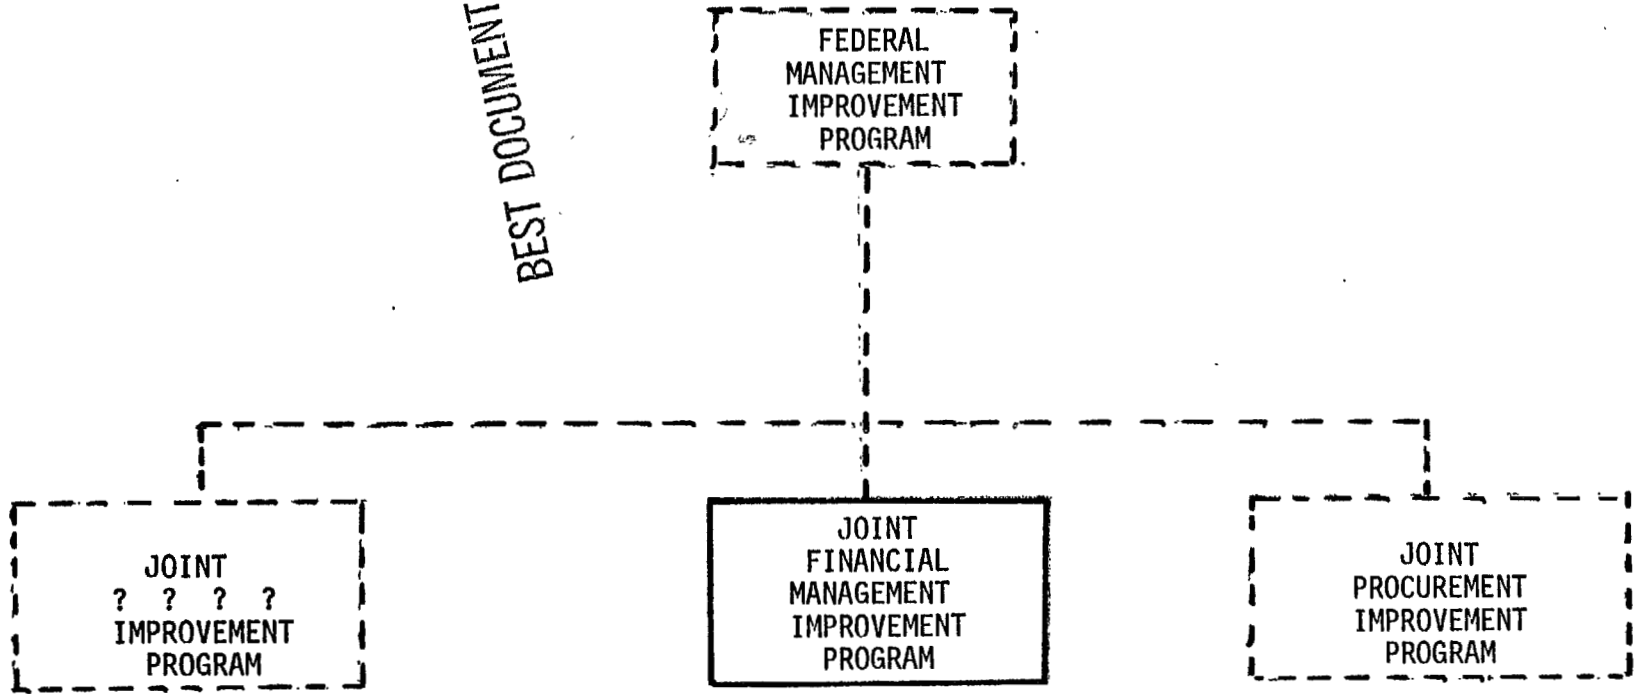 BEST DOCUMENT
FEDERAL
MANAGEMENT
IMPROVEMENT
PROGRAM
JOINT
? ? ? ?
IMPROVEMENT
PROGRAM
JOINT
FINANCIAL
MANAGEMENT
IMPROVEMENT
PROGRAM
JOINT
PROCUREMENT
IMPROVEMENT
PROGRAM